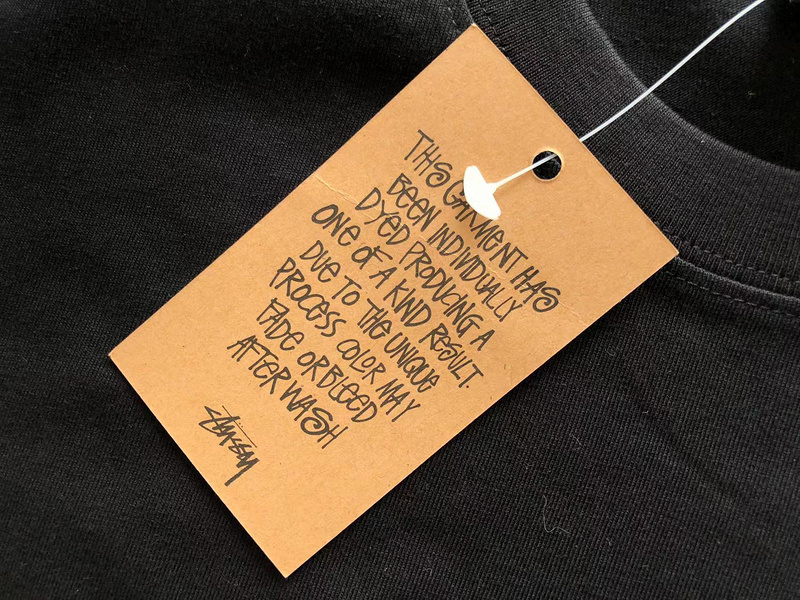 THIS GARMENT HAS
BEEN INDIVIDUALLY
DYED PRODUCING A
ONE OF A KIND RESULT.
DUE TO THE UNIQUE
PROCESS COLOR MAY
FADE OR BLEED
AFTER WASH
STÜSSY